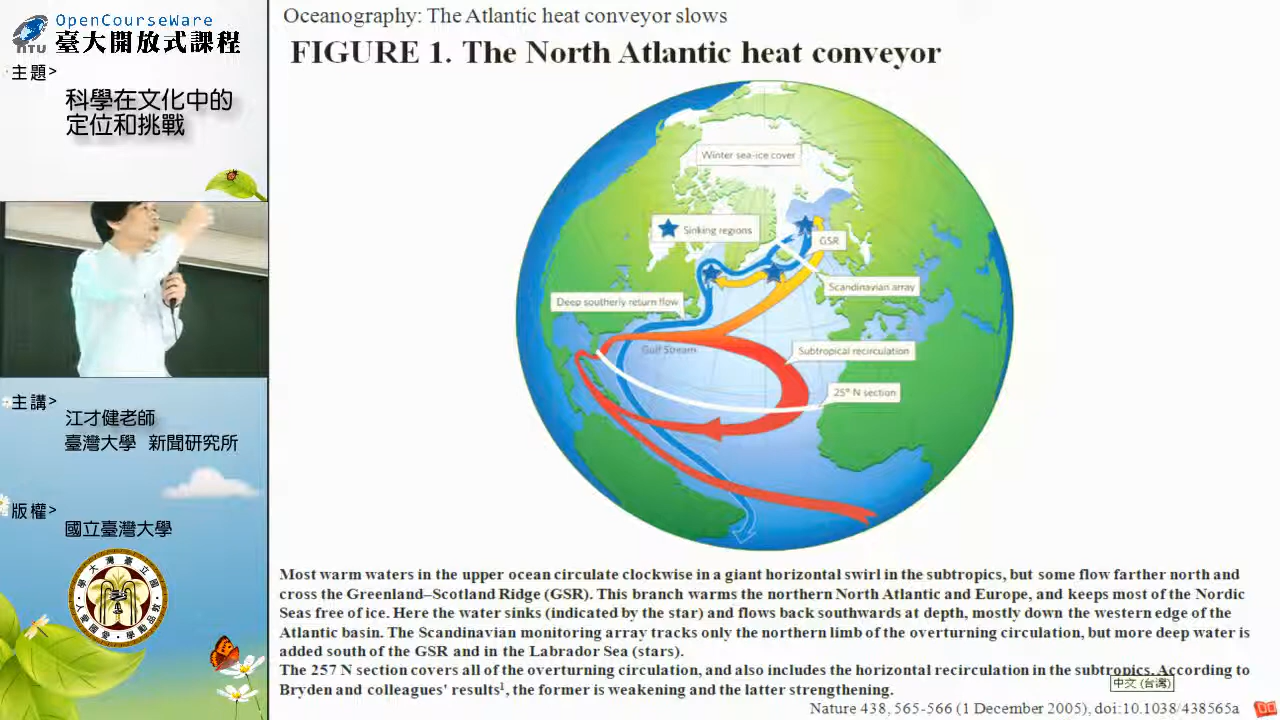 OpenCourseWare
NTU
臺大開放式課程
主題>
科學在文化中的
定位和挑戰
主講>
江才健老師
臺灣大學 新聞研究所
版權>
國立臺灣大學
Oceanography: The Atlantic heat conveyor slows
FIGURE 1. The North Atlantic heat conveyor
Winter sea-ice cover
Sinking regions
GSR
Scandinavian array
Deep southerly return flow
Gulf Stream
Subtropical recirculation
25° N section
Most warm waters in the upper ocean circulate clockwise in a giant horizontal swirl in the subtropics, but some flow farther north and
cross the Greenland–Scotland Ridge (GSR). This branch warms the northern North Atlantic and Europe, and keeps most of the Nordic
Seas free of ice. Here the water sinks (indicated by the star) and flows back southwards at depth, mostly down the western edge of the
Atlantic basin. The Scandinavian monitoring array tracks only the northern limb of the overturning circulation, but more deep water is
added south of the GSR and in the Labrador Sea (stars).
The 257 N section covers all of the overturning circulation, and also includes the horizontal recirculation in the subtropics. According to
Bryden and colleagues' results1, the former is weakening and the latter strengthening.
中文 (台灣)
Nature 438, 565-566 (1 December 2005), doi:10.1038/438565a